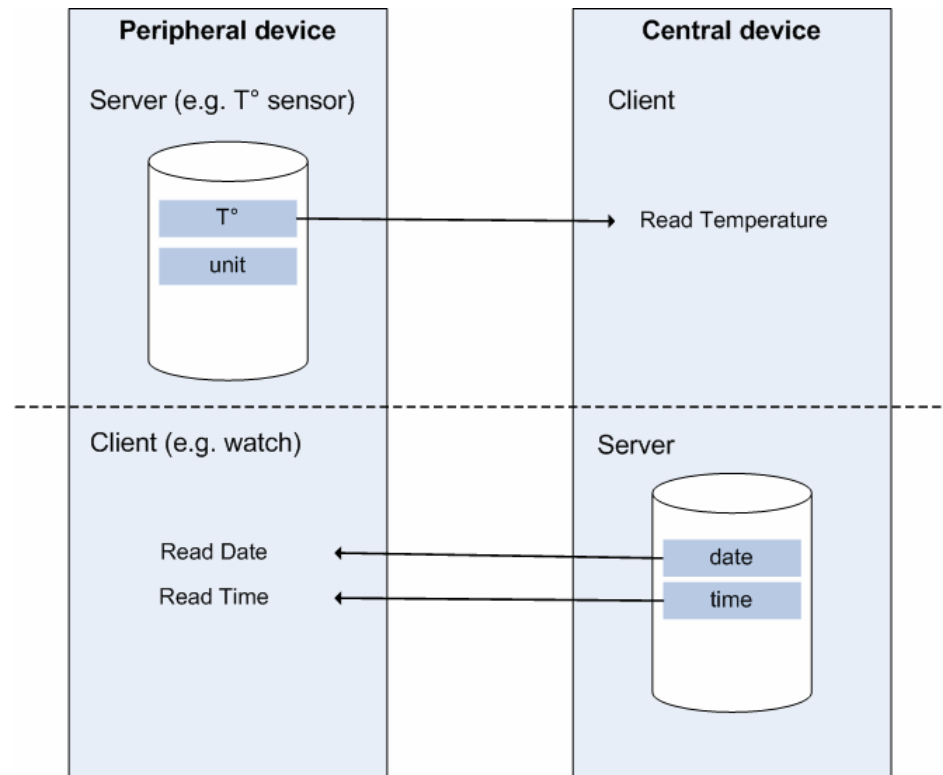 Peripheral device
Central device
Server (e.g. T° sensor)
Client
T°
Read Temperature
unit
Client (e.g. watch)
Server
Read Date
date
Read Time
time